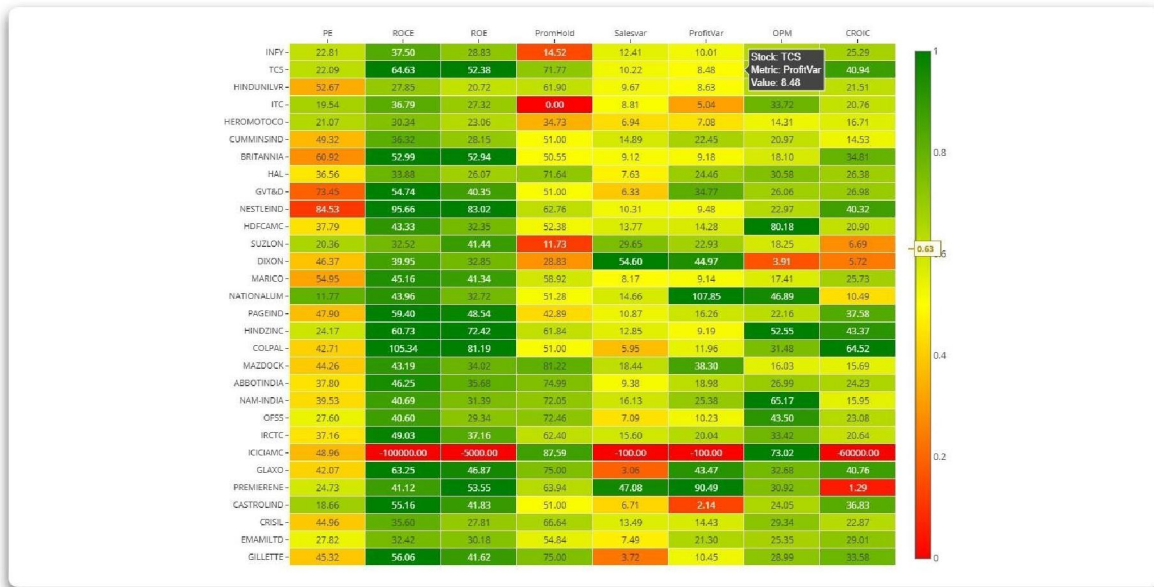 PE ROCE ROE PromHold Salesvar ProfitVar OPM CROIC
INFY 22.81 37.50 28.83 14.52 12.41 10.01 25.29
Stock: TCS
Metric: ProfitVar
Value: 8.48
TCS 22.09 64.63 52.38 71.77 10.22 8.48 40.94
HINDUNILVR 52.67 27.85 20.72 61.90 9.67 8.63 21.51
ITC 19.54 36.79 27.32 0.00 8.81 5.04 33.72 20.76
HEROMOTOCO 21.07 30.34 23.06 34.73 6.94 7.08 14.31 16.71
CUMMINSIND 49.32 36.32 28.15 51.00 14.89 22.45 20.97 14.53
BRITANNIA 60.92 52.99 52.94 50.55 9.12 9.18 18.10 34.81
HAL 36.56 33.88 26.07 71.64 7.63 24.46 30.58 26.38
GVT&D 73.45 54.74 40.35 51.00 6.33 34.77 26.06 26.98
NESTLEIND 84.53 95.66 83.02 62.76 10.31 9.48 22.97 40.32
HDFCAMC 37.79 43.33 32.35 52.38 13.77 14.28 80.18 20.90
SUZLON 20.36 32.52 41.44 11.73 29.65 22.93 18.25 6.69
DIXON 46.37 39.95 32.85 28.83 54.60 44.97 3.91 5.72
MARICO 54.95 45.16 41.34 58.92 8.17 9.14 17.41 25.73
NATIONALUM 11.77 43.96 32.72 51.28 14.66 107.85 46.89 10.49
PAGEIND 47.90 59.40 48.54 42.89 10.87 16.26 22.16 37.58
HINDZINC 24.17 60.73 72.42 61.84 12.85 9.19 52.55 43.37
COLPAL 42.71 105.34 81.19 51.00 5.95 11.96 31.48 64.52
MAZDOCK 44.26 43.19 34.02 81.22 18.44 38.30 16.03 15.69
ABBOTINDIA 37.80 46.25 35.68 74.99 9.38 18.98 26.99 24.23
NAM-INDIA 39.53 40.69 31.39 72.05 16.13 25.38 65.17 15.95
OFSS 27.60 40.60 29.34 72.46 7.09 10.23 43.50 23.08
IRCTC 37.16 49.03 37.16 62.40 15.60 20.04 33.42 20.64
ICICIAMC 48.96 -100000.00 -5000.00 87.59 -100.00 -100.00 73.02 -60000.00
GLAXO 42.07 63.25 46.87 75.00 3.06 43.47 32.68 40.76
PREMIERENE 24.73 41.12 53.55 63.94 47.08 90.49 30.92 1.29
CASTROLIND 18.66 55.16 41.83 51.00 6.71 2.14 24.05 36.83
CRISIL 44.96 35.60 27.81 66.64 13.49 14.43 29.34 22.87
EMAMILTD 27.82 32.42 30.18 54.84 7.49 21.30 25.35 29.01
GILLETTE 45.32 56.06 41.62 75.00 3.72 10.45 28.99 33.58
1
0.8
0.63
0.4
0.2
0